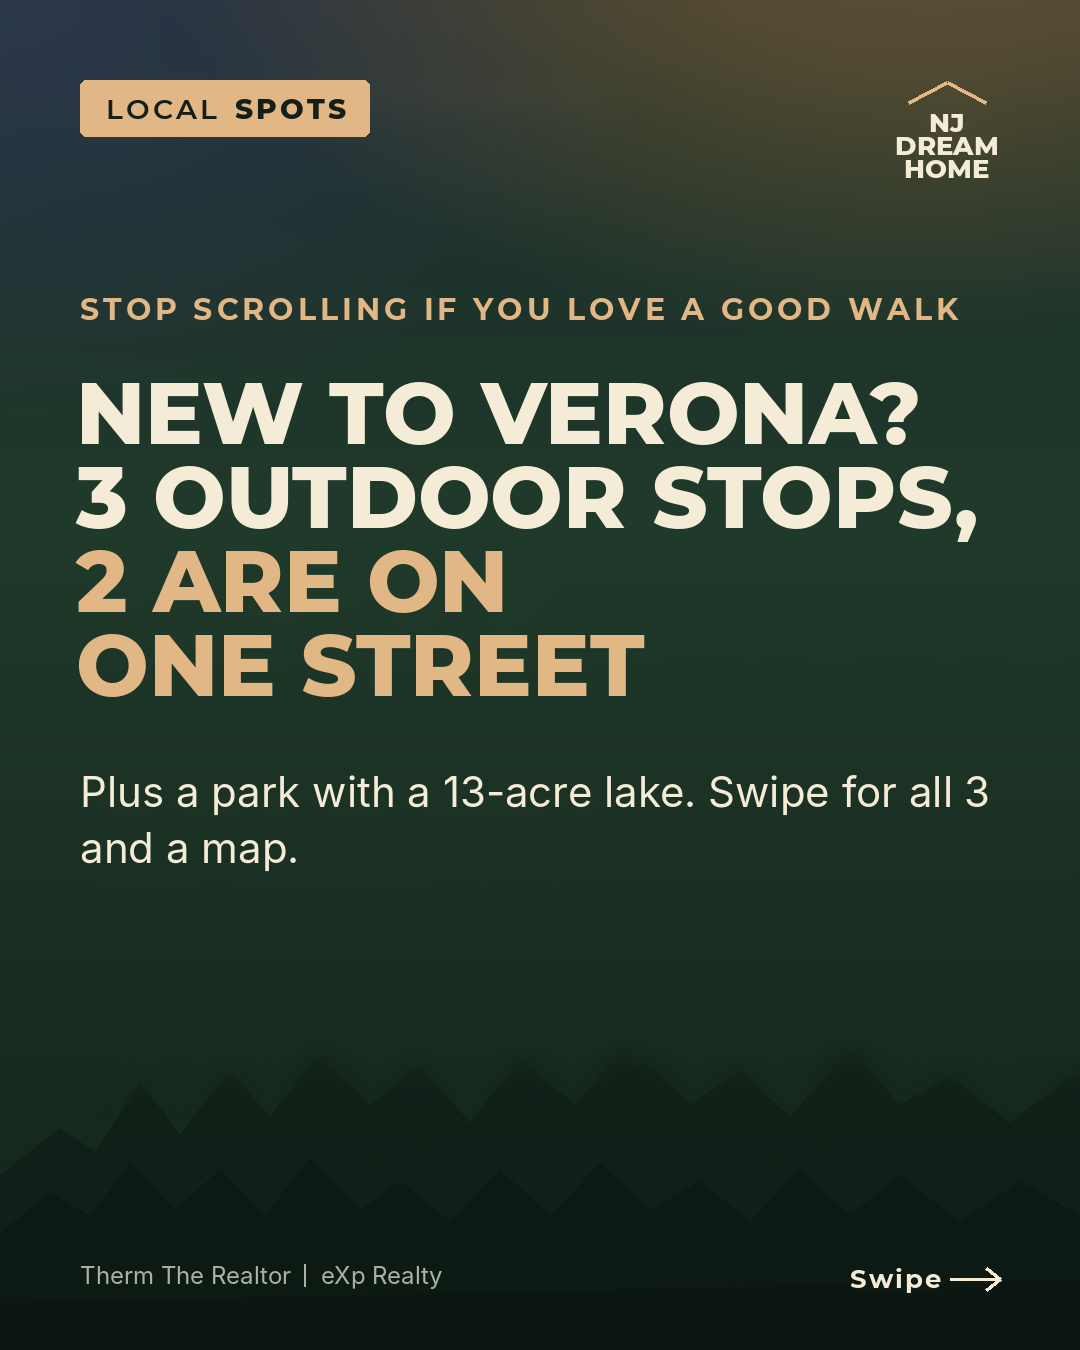 LOCAL SPOTS
NJ
DREAM
HOME
STOP SCROLLING IF YOU LOVE A GOOD WALK
NEW TO VERONA?
3 OUTDOOR STOPS,
2 ARE ON
ONE STREET
Plus a park with a 13-acre lake. Swipe for all 3
and a map.
Therm The Realtor | eXp Realty
Swipe